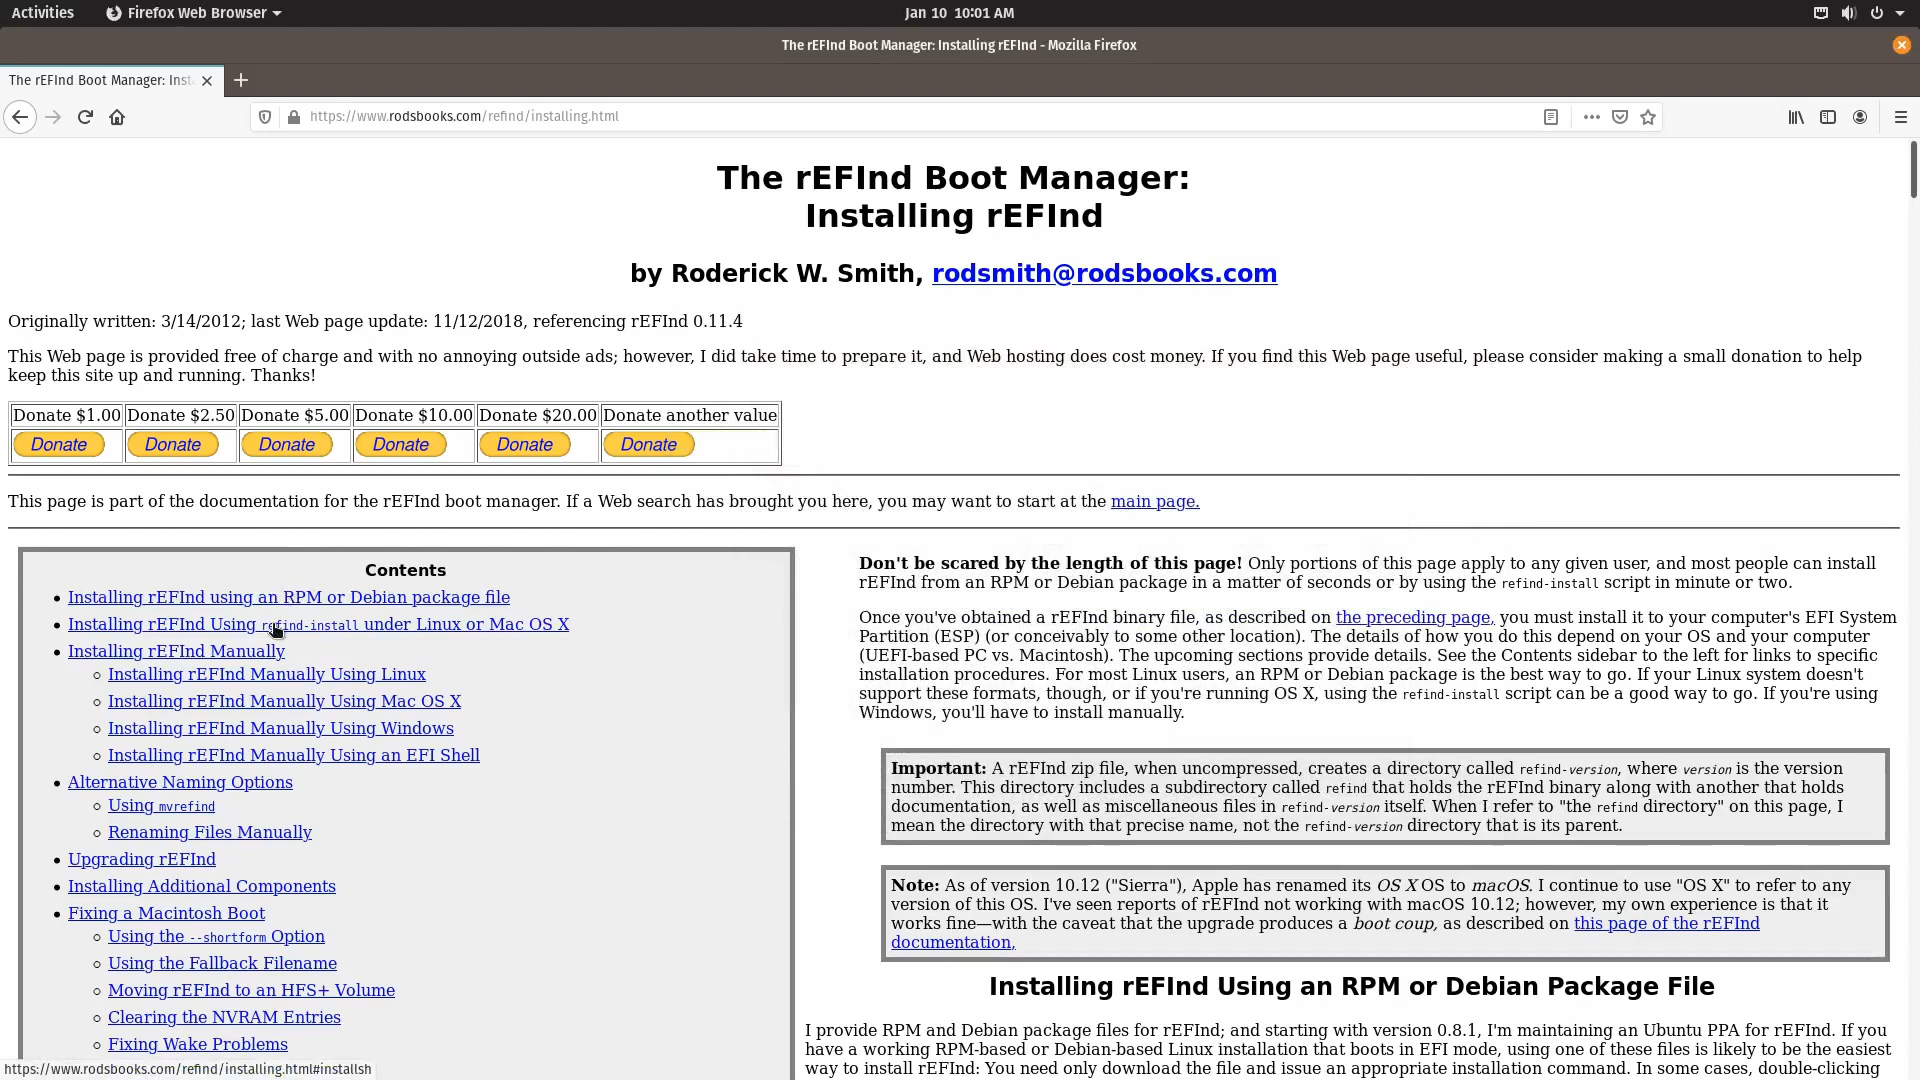 Activities
Firefox Web Browser
Jan 10 10:01 AM
The rEFInd Boot Manager: Installing rEFInd - Mozilla Firefox
The rEFInd Boot Manager: Inst
https://www.rodsbooks.com/refind/installing.html
The rEFInd Boot Manager:
Installing rEFInd
by Roderick W. Smith, rodsmith@rodsbooks.com
Originally written: 3/14/2012; last Web page update: 11/12/2018, referencing rEFInd 0.11.4
This Web page is provided free of charge and with no annoying outside ads; however, I did take time to prepare it, and Web hosting does cost money. If you find this Web page useful, please consider making a small donation to help
keep this site up and running. Thanks!
Donate $1.00 Donate $2.50 Donate $5.00 Donate $10.00 Donate $20.00 Donate another value
Donate Donate Donate Donate Donate Donate
This page is part of the documentation for the rEFInd boot manager. If a Web search has brought you here, you may want to start at the main page.
Contents
Installing rEFInd using an RPM or Debian package file
Installing rEFInd Using refind-install under Linux or Mac OS X
Installing rEFInd Manually
Installing rEFInd Manually Using Linux
Installing rEFInd Manually Using Mac OS X
Installing rEFInd Manually Using Windows
Installing rEFInd Manually Using an EFI Shell
Alternative Naming Options
Using mvrefind
Renaming Files Manually
Upgrading rEFInd
Installing Additional Components
Fixing a Macintosh Boot
Using the --shortform Option
Using the Fallback Filename
Moving rEFInd to an HFS+ Volume
Clearing the NVRAM Entries
Fixing Wake Problems
Don't be scared by the length of this page! Only portions of this page apply to any given user, and most people can install
rEFInd from an RPM or Debian package in a matter of seconds or by using the refind-install script in minute or two.
Once you've obtained a rEFInd binary file, as described on the preceding page, you must install it to your computer's EFI System
Partition (ESP) (or conceivably to some other location). The details of how you do this depend on your OS and your computer
(UEFI-based PC vs. Macintosh). The upcoming sections provide details. See the Contents sidebar to the left for links to specific
installation procedures. For most Linux users, an RPM or Debian package is the best way to go. If your Linux system doesn't
support these formats, though, or if you're running OS X, using the refind-install script can be a good way to go. If you're using
Windows, you'll have to install manually.
Important: A rEFInd zip file, when uncompressed, creates a directory called refind-version, where version is the version
number. This directory includes a subdirectory called refind that holds the rEFInd binary along with another that holds
documentation, as well as miscellaneous files in refind-version itself. When I refer to "the refind directory" on this page, I
mean the directory with that precise name, not the refind-version directory that is its parent.
Note: As of version 10.12 ("Sierra"), Apple has renamed its OS X OS to macOS. I continue to use "OS X" to refer to any
version of this OS. I've seen reports of rEFInd not working with macOS 10.12; however, my own experience is that it
works fine—with the caveat that the upgrade produces a boot coup, as described on this page of the rEFInd
documentation,
Installing rEFInd Using an RPM or Debian Package File
I provide RPM and Debian package files for rEFInd; and starting with version 0.8.1, I'm maintaining an Ubuntu PPA for rEFInd. If you
have a working RPM-based or Debian-based Linux installation that boots in EFI mode, using one of these files is likely to be the easiest
way to install rEFInd: You need only download the file and issue an appropriate installation command. In some cases, double-clicking
https://www.rodsbooks.com/refind/installing.html#installsh